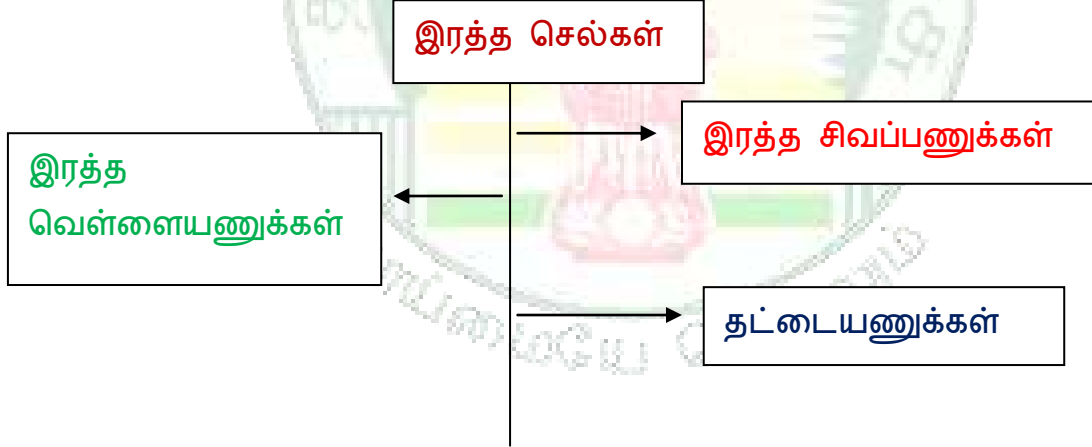 இரத்த செல்கள்
இரத்த சிவப்பணுக்கள்
இரத்த
வெள்ளையணுக்கள்
தட்டையணுக்கள்